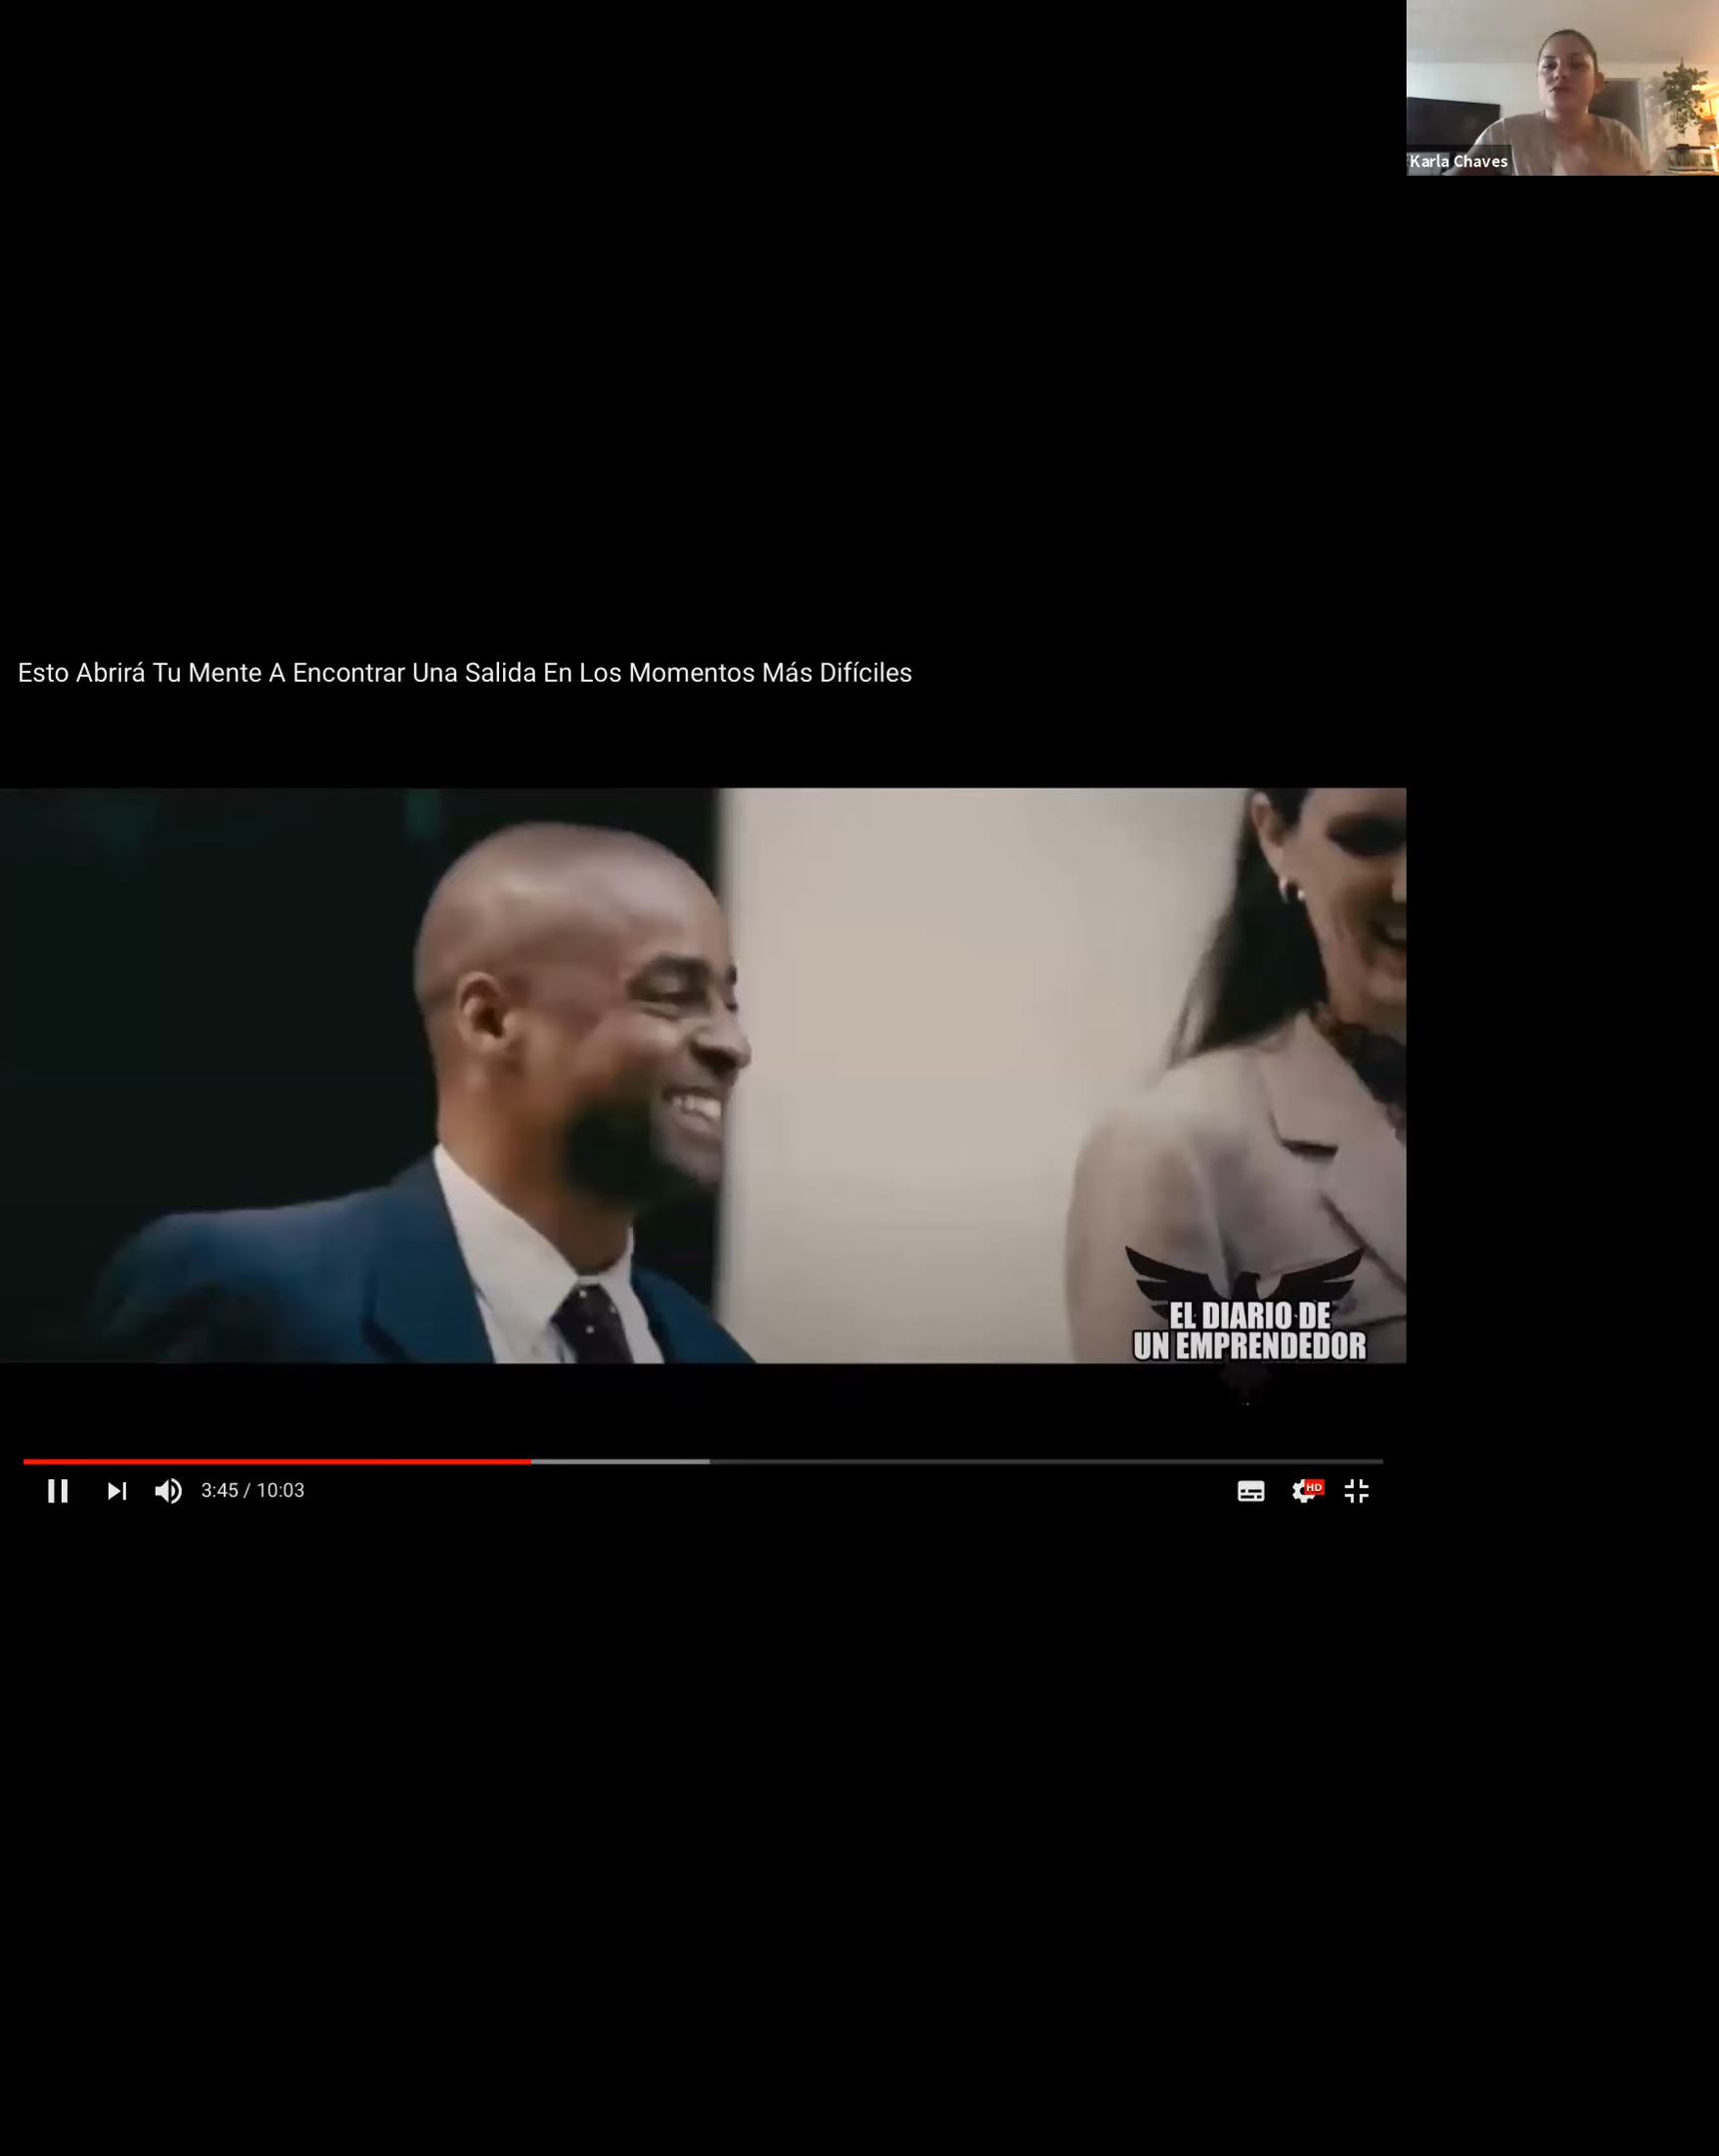 Karla Chaves
Esto Abrirá Tu Mente A Encontrar Una Salida En Los Momentos Más Difíciles
EL DIARIO DE
UN EMPRENDEDOR
3:45 / 10:03
HD